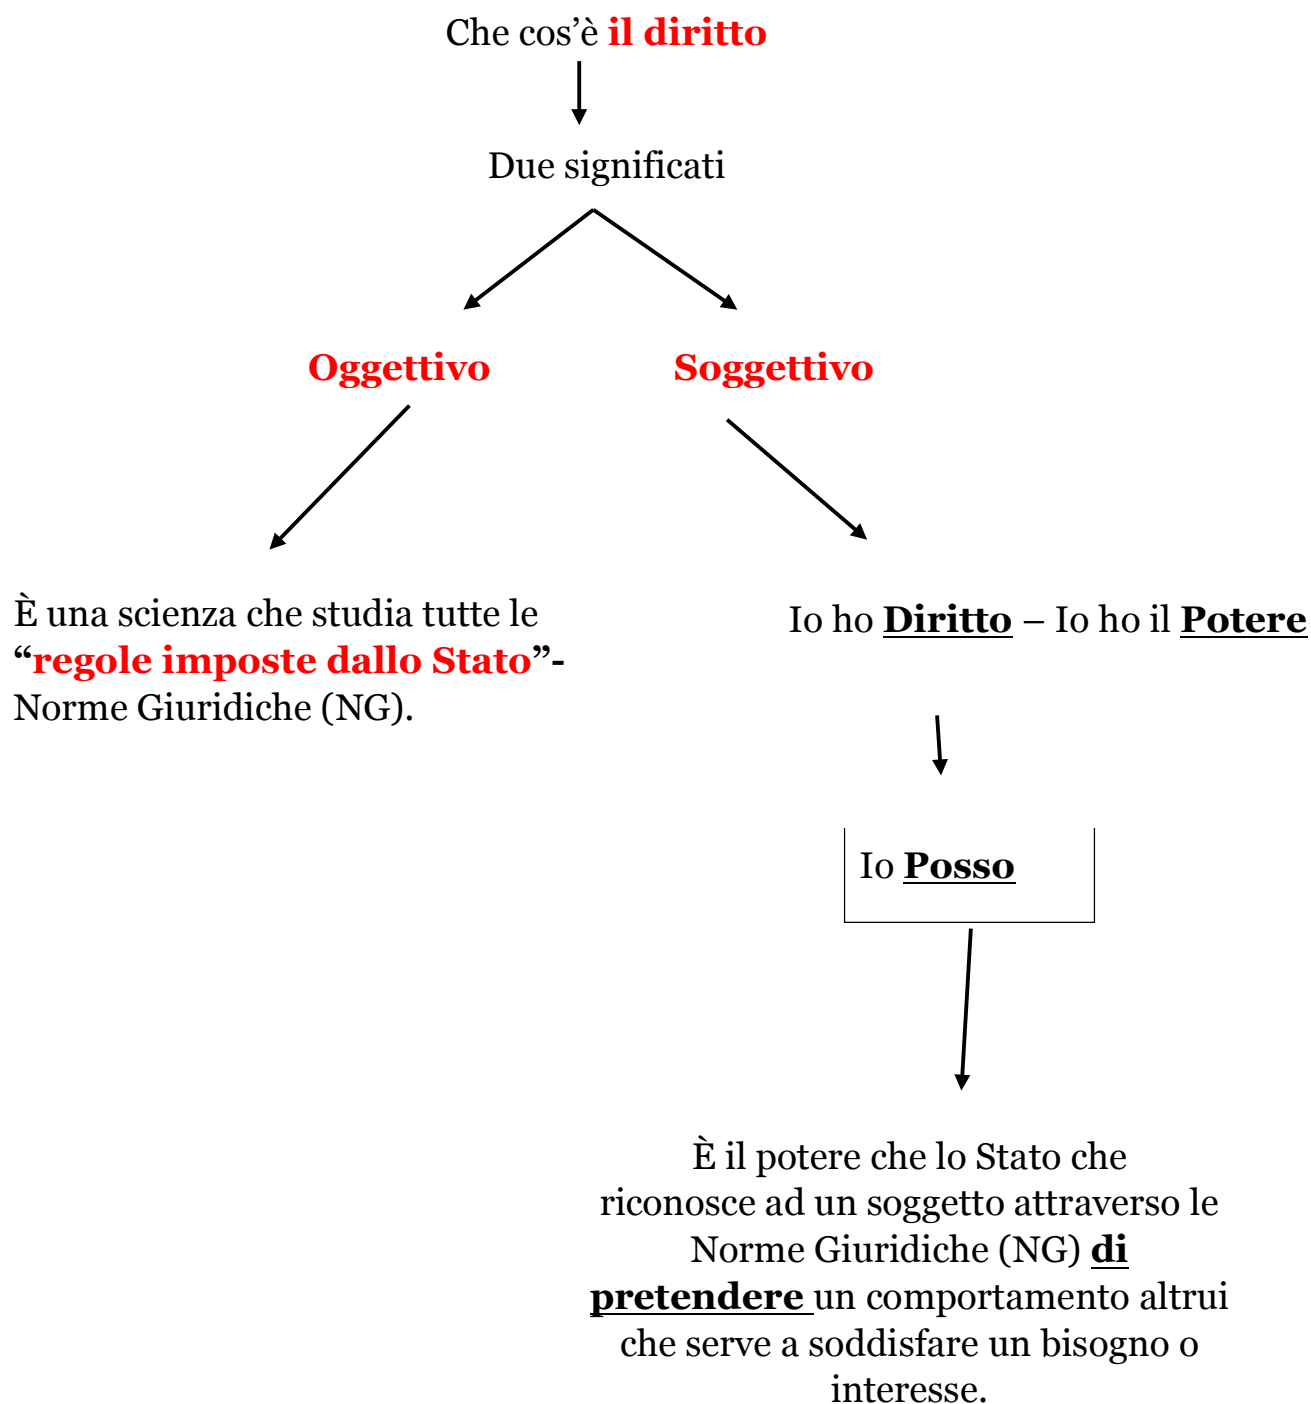 Che cos’è il diritto
Due significati
Oggettivo
Soggettivo
È una scienza che studia tutte le
“regole imposte dallo Stato”-
Norme Giuridiche (NG).
Io ho Diritto – Io ho il Potere
Io Posso
È il potere che lo Stato che
riconosce ad un soggetto attraverso le
Norme Giuridiche (NG) di
pretendere un comportamento altrui
che serve a soddisfare un bisogno o
interesse.